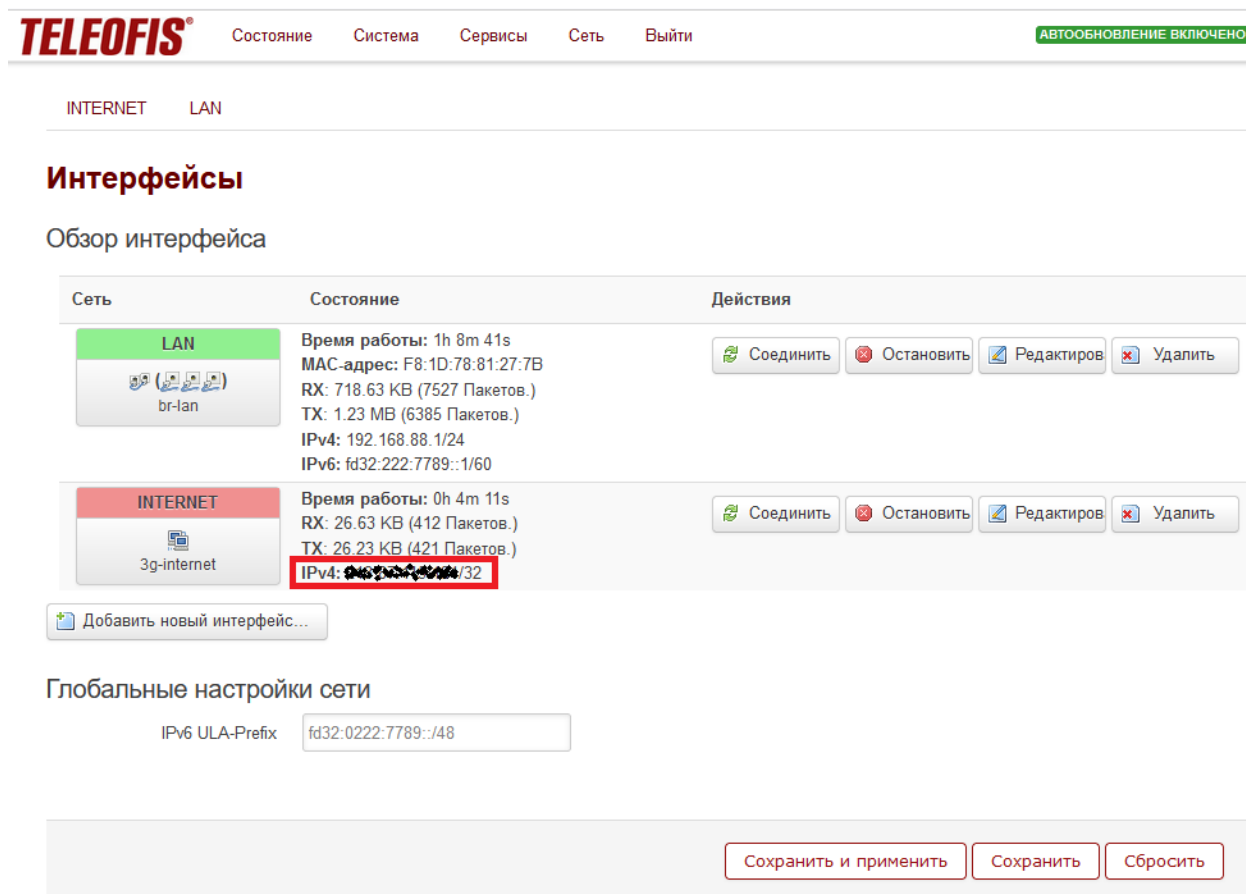 TELEOFIS® Состояние Система Сервисы Сеть Выйти АВТООБНОВЛЕНИЕ ВКЛЮЧЕНО
INTERNET LAN
Интерфейсы
Обзор интерфейса
Сеть Состояние Действия
LAN
br-lan
Время работы: 1h 8m 41s
MAC-адрес: F8:1D:78:81:27:7B
RX: 718.63 KB (7527 Пакетов.)
TX: 1.23 MB (6385 Пакетов.)
IPv4: 192.168.88.1/24
IPv6: fd32:222:7789::1/60
Соединить Остановить Редактиров Удалить
INTERNET
3g-internet
Время работы: 0h 4m 11s
RX: 26.63 KB (412 Пакетов.)
TX: 26.23 KB (421 Пакетов.)
IPv4: /32
Соединить Остановить Редактиров Удалить
Добавить новый интерфейс...
Глобальные настройки сети
IPv6 ULA-Prefix fd32:0222:7789::/48
Сохранить и применить Сохранить Сбросить